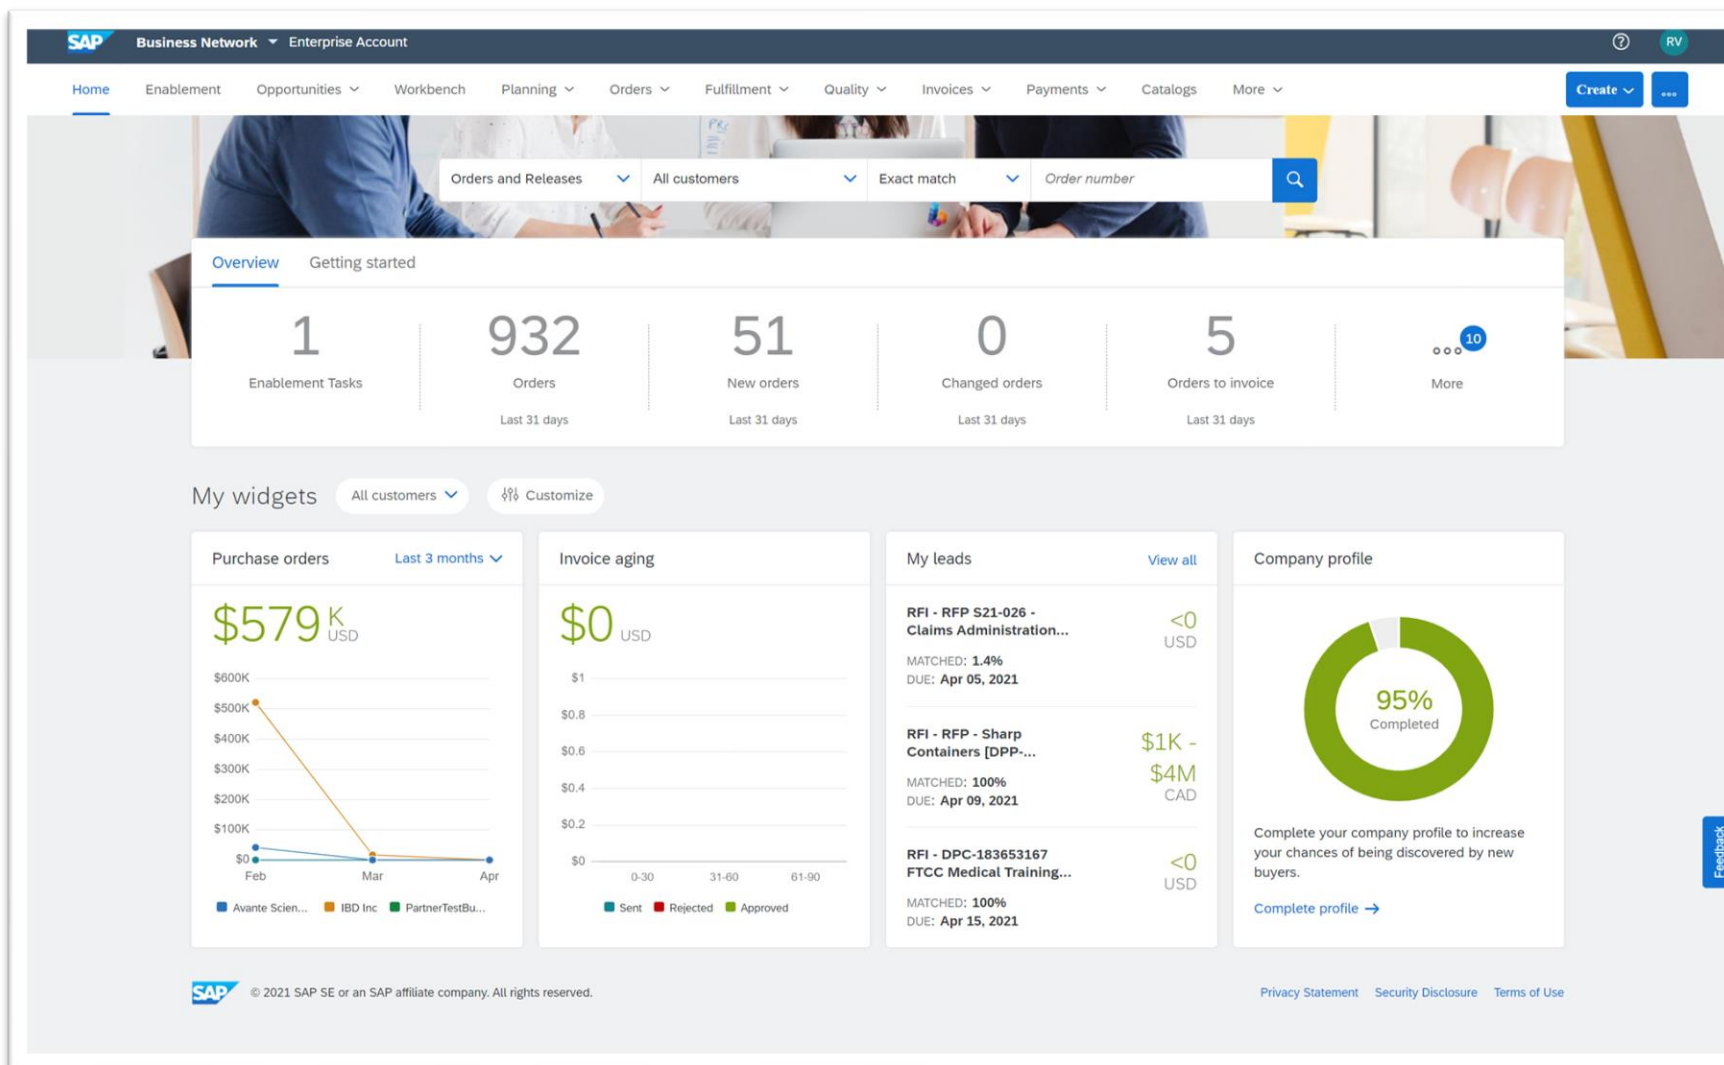 SAP Business Network Enterprise Account
RV
Home Enablement Opportunities Workbench Planning Orders Fulfillment Quality Invoices Payments Catalogs More Create ...
Orders and Releases All customers Exact match Order number
Overview Getting started
1 932 51 0 5 10
Enablement Tasks Orders New orders Changed orders Orders to invoice More
Last 31 days Last 31 days Last 31 days Last 31 days
My widgets All customers Customize
Purchase orders Last 3 months
$579 K
USD
$600K
$500K
$400K
$300K
$200K
$100K
$0
Feb Mar Apr
Avante Scien... IBD Inc PartnerTestBu...
Invoice aging
$0 USD
$1
$0.8
$0.6
$0.4
$0.2
$0
0-30 31-60 61-90
Sent Rejected Approved
My leads View all
RFI - RFP S21-026 -
Claims Administration...
<0
USD
MATCHED: 1.4%
DUE: Apr 05, 2021
RFI - RFP - Sharp
Containers [DPP-...
$1K -
$4M
CAD
MATCHED: 100%
DUE: Apr 09, 2021
RFI - DPC-183653167
FTCC Medical Training...
<0
USD
MATCHED: 100%
DUE: Apr 15, 2021
Company profile
95%
Completed
Complete your company profile to increase
your chances of being discovered by new
buyers.
Complete profile →
Feedback
SAP © 2021 SAP SE or an SAP affiliate company. All rights reserved.
Privacy Statement Security Disclosure Terms of Use